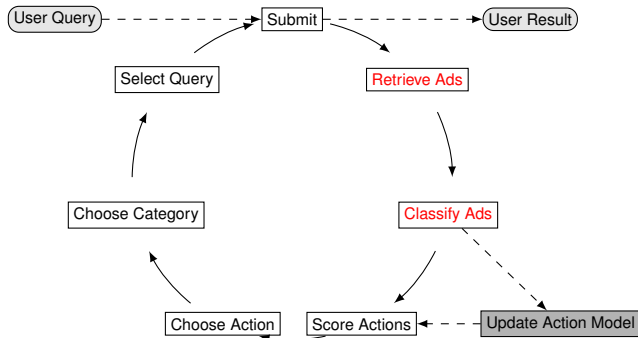 User Query
Submit
User Result
Select Query
Retrieve Ads
Choose Category
Classify Ads
Choose Action
Score Actions
Update Action Model